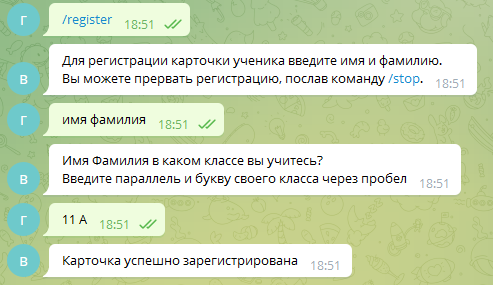 Г
/register
18:51
В
Для регистрации карточки ученика введите имя и фамилию.
Вы можете прервать регистрацию, послав команду /stop.
18:51
Г
имя фамилия
18:51
В
Имя Фамилия в каком классе вы учитесь?
Введите параллель и букву своего класса через пробел
18:51
Г
11 А
18:51
В
Карточка успешно зарегистрирована
18:51